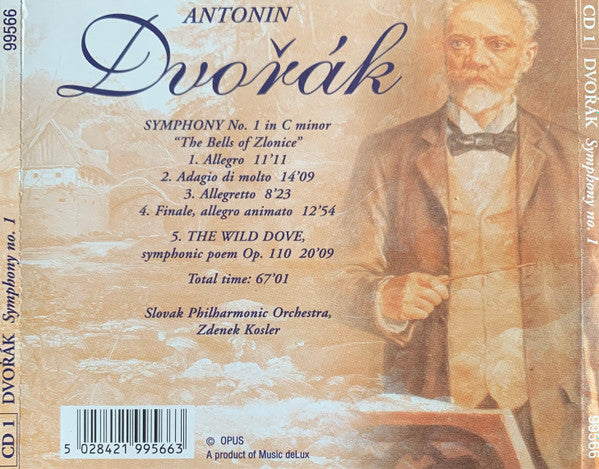 99566
CD 1 DVOŘÁK Symphony no. 1
ANTONIN
Dvořák
SYMPHONY No. 1 in C minor
“The Bells of Zlonice”
1. Allegro 11’11
2. Adagio di molto 14’09
3. Allegretto 8’23
4. Finale, allegro animato 12’54
5. THE WILD DOVE,
symphonic poem Op. 110 20’09
Total time: 67’01
Slovak Philharmonic Orchestra,
Zdenek Kosler
5 028421 995663
© OPUS
A product of Music deLux
CD 1 DVOŘÁK Symphony no. 1
99566